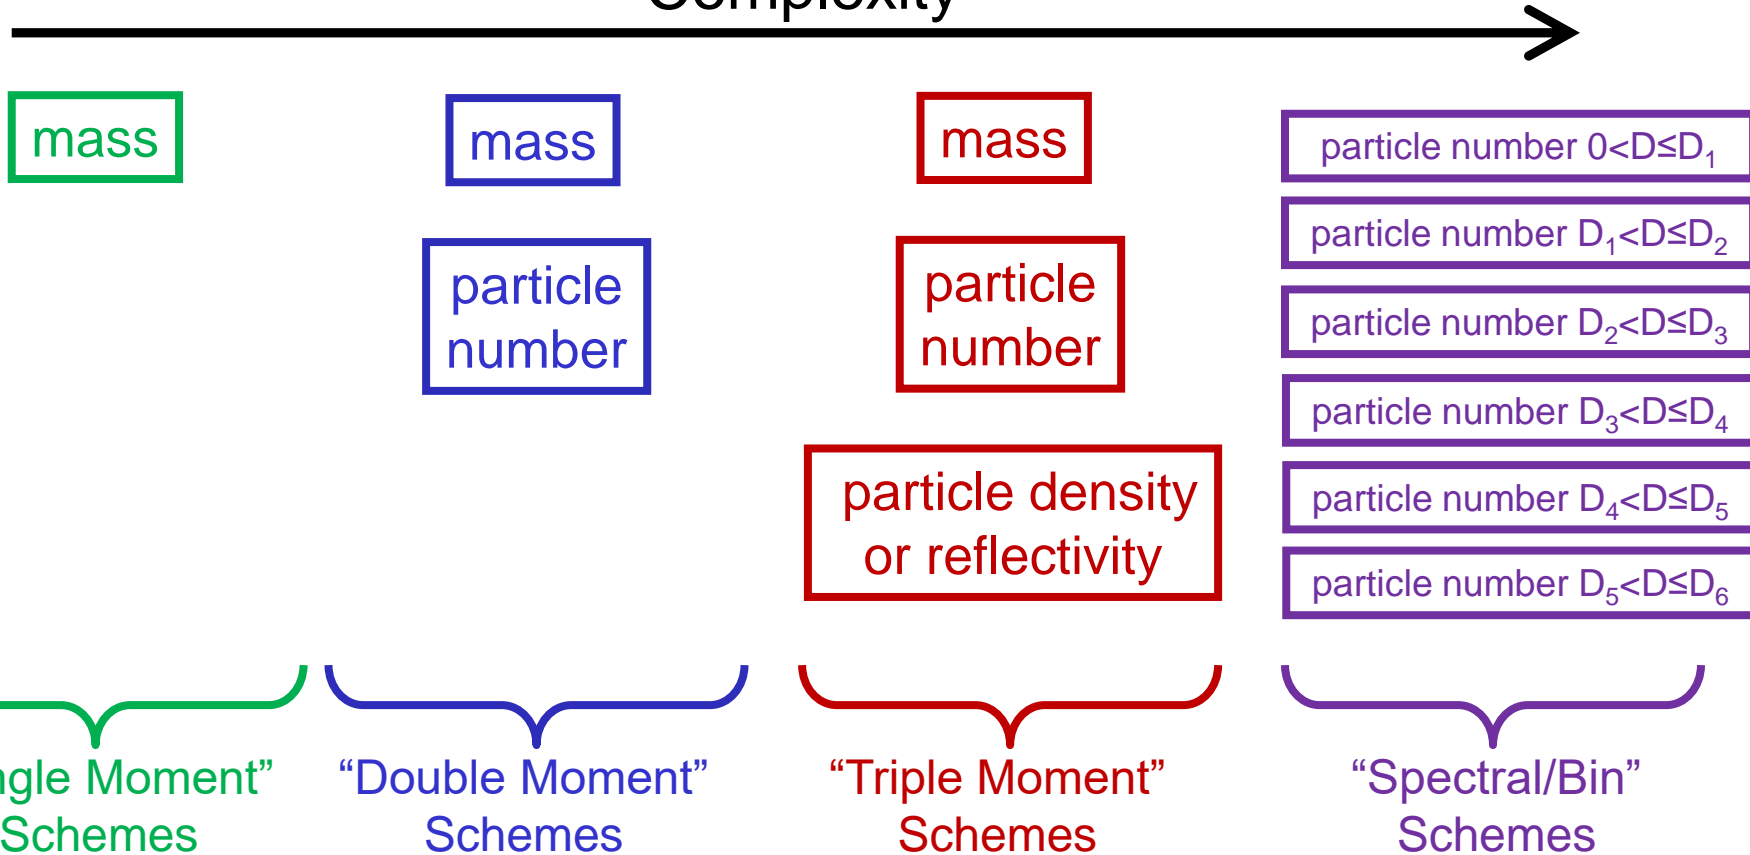 Complexity
mass
mass
particle
number
mass
particle
number
particle density
or reflectivity
particle number 0<D≤D₁
particle number D₁<D≤D₂
particle number D₂<D≤D₃
particle number D₃<D≤D₄
particle number D₄<D≤D₅
particle number D₅<D≤D₆
ngle Moment”
Schemes
“Double Moment”
Schemes
“Triple Moment”
Schemes
“Spectral/Bin”
Schemes